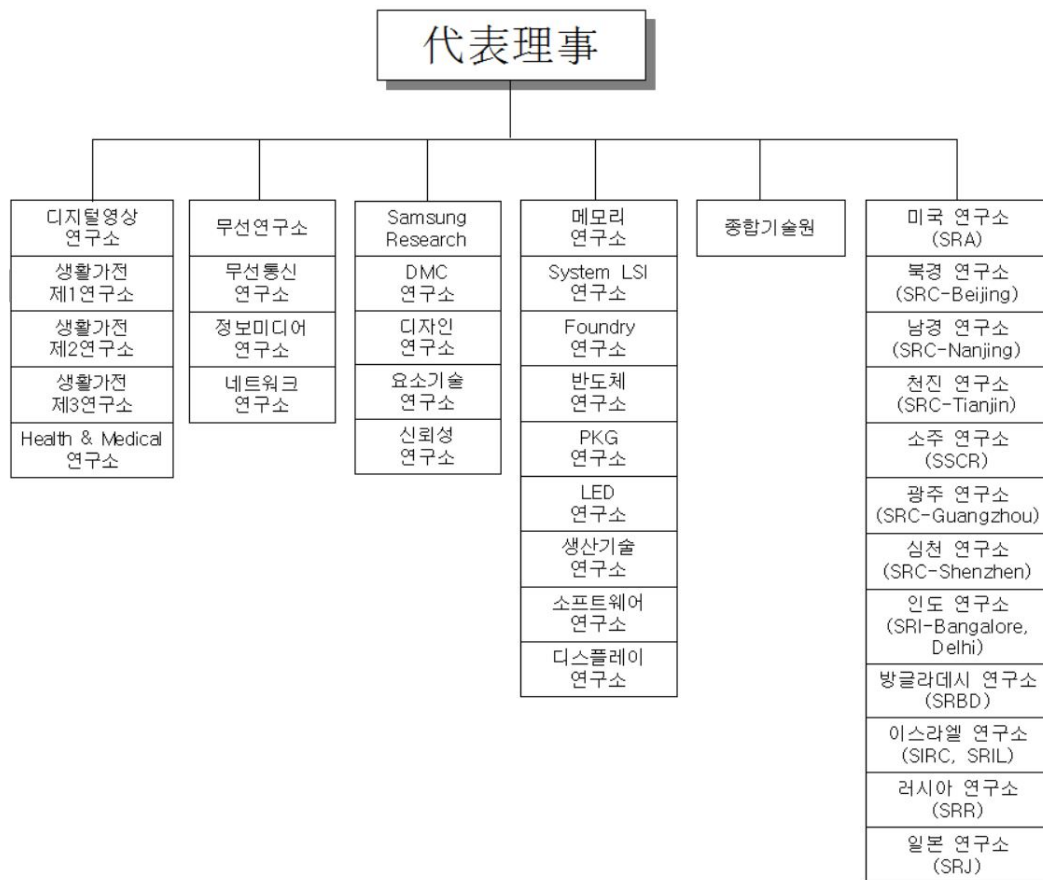 代表理事
디지털영상
연구소
생활가전
제1연구소
생활가전
제2연구소
생활가전
제3연구소
Health & Medical
연구소
무선연구소
무선통신
연구소
정보미디어
연구소
네트워크
연구소
Samsung
Research
DMC
연구소
디자인
연구소
요소기술
연구소
신뢰성
연구소
메모리
연구소
System LSI
연구소
Foundry
연구소
반도체
연구소
PKG
연구소
LED
연구소
생산기술
연구소
소프트웨어
연구소
디스플레이
연구소
종합기술원
미국 연구소
(SRA)
북경 연구소
(SRC-Beijing)
남경 연구소
(SRC-Nanjing)
천진 연구소
(SRC-Tianjin)
소주 연구소
(SSCR)
광주 연구소
(SRC-Guangzhou)
심천 연구소
(SRC-Shenzhen)
인도 연구소
(SRI-Bangalore,
Delhi)
방글라데시 연구소
(SRBD)
이스라엘 연구소
(SIRC, SRIL)
러시아 연구소
(SRR)
일본 연구소
(SRJ)